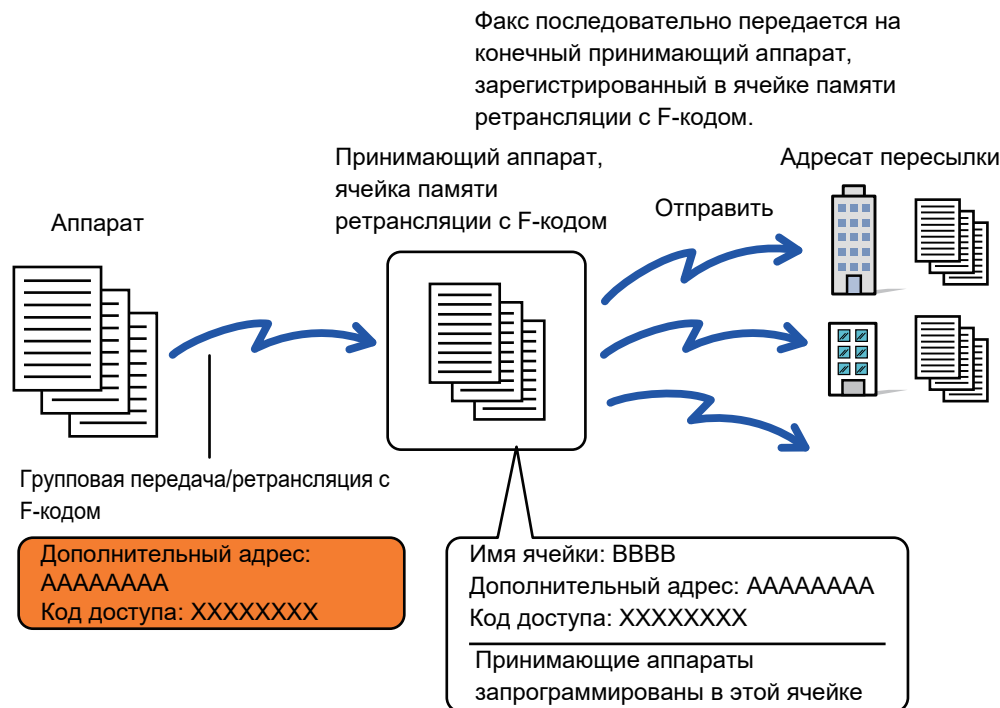 Факс последовательно передается на
конечный принимающий аппарат,
зарегистрированный в ячейке памяти
ретрансляции с F-кодом.
Принимающий аппарат,
ячейка памяти
ретрансляции с F-кодом
Адресат пересылки
Аппарат
Отправить
Групповая передача/ретрансляция с
F-кодом
Дополнительный адрес:
AAAAAAAA
Код доступа: XXXXXXXX
Имя ячейки: BBBB
Дополнительный адрес: AAAAAAAA
Код доступа: XXXXXXXX
Принимающие аппараты
запрограммированы в этой ячейке